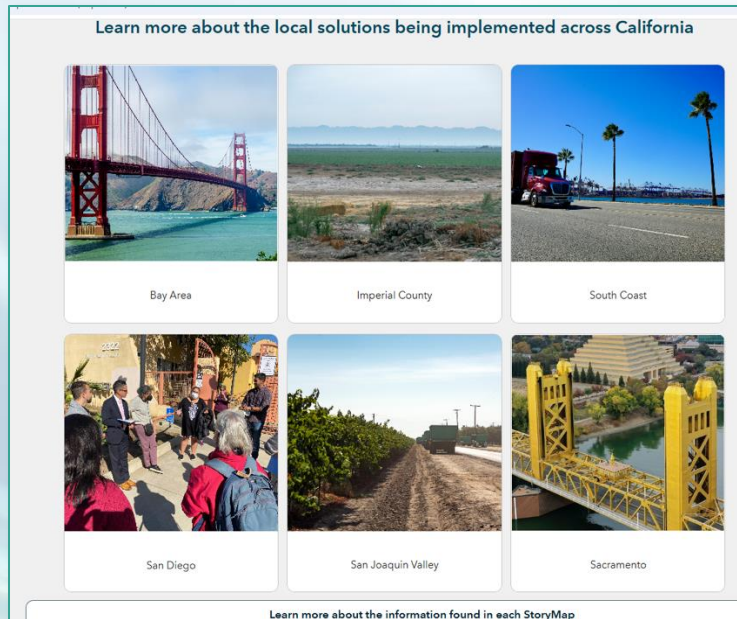 Learn more about the local solutions being implemented across California
Bay Area
Imperial County
South Coast
2022
San Diego
San Joaquin Valley
Sacramento
Learn more about the information found in each StoryMap